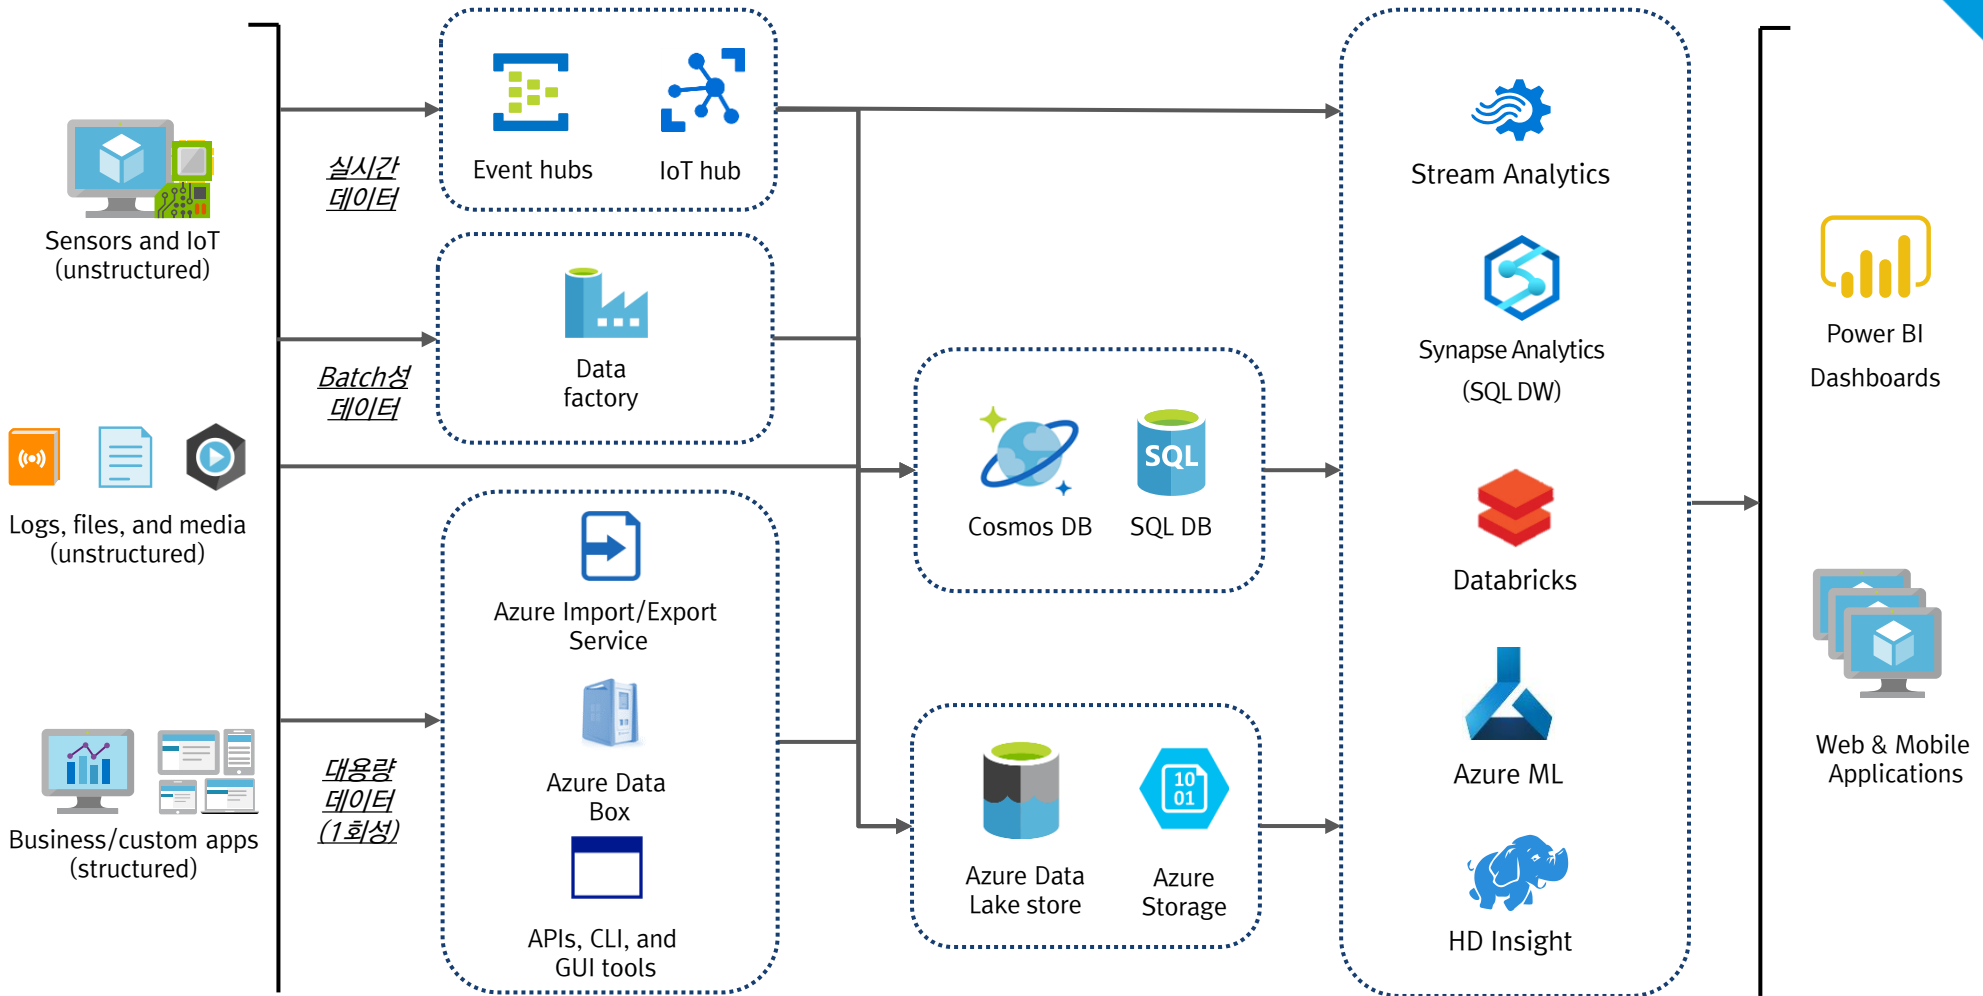 Sensors and IoT
(unstructured)
Logs, files, and media
(unstructured)
Business/custom apps
(structured)
실시간
데이터
Batch성
데이터
대용량
데이터
(1회성)
Event hubs
IoT hub
Data
factory
Azure Import/Export
Service
Azure Data
Box
APIs, CLI, and
GUI tools
SQL
Cosmos DB
SQL DB
10
01
Azure Data
Lake store
Azure
Storage
Stream Analytics
Synapse Analytics
(SQL DW)
Databricks
Azure ML
HD Insight
Power BI
Dashboards
Web & Mobile
Applications